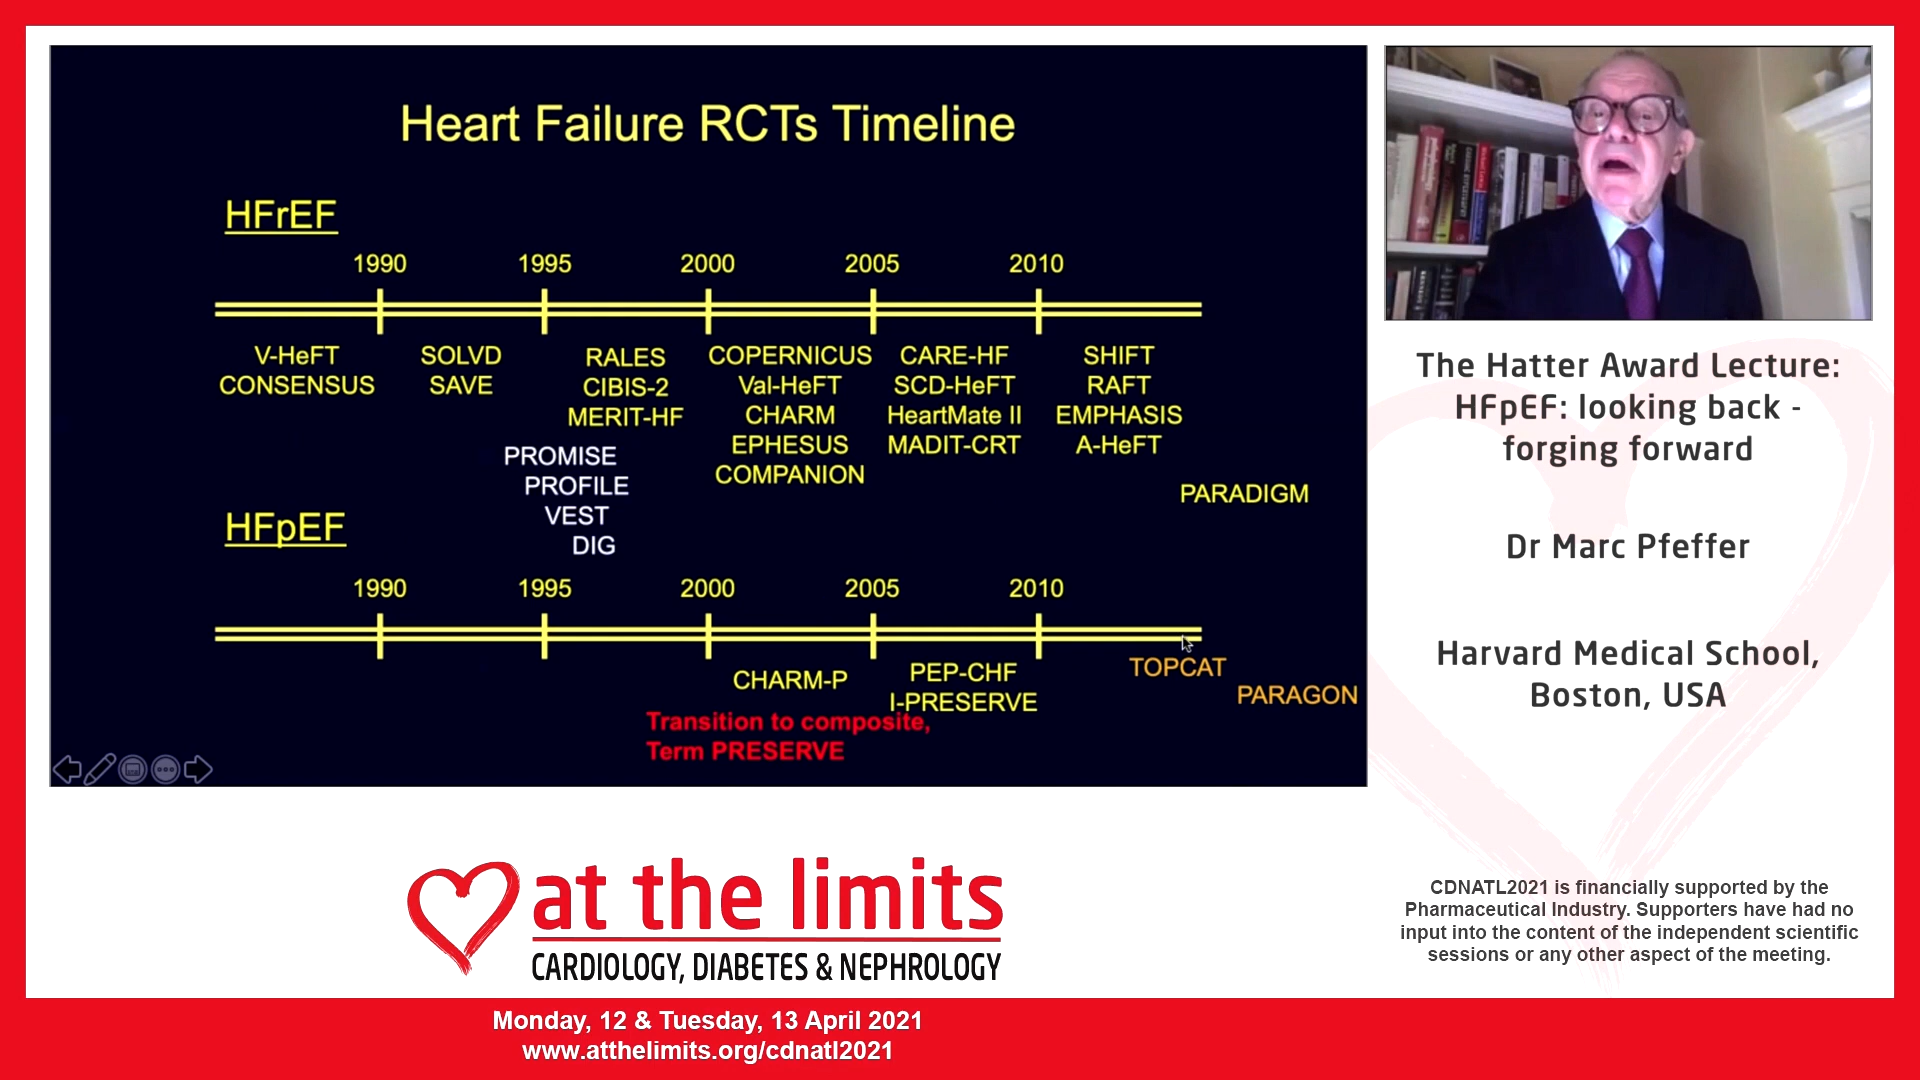 Heart Failure RCTs Timeline
HFrEF
1990 1995 2000 2005 2010
V-HeFT
CONSENSUS
SOLVD
SAVE
RALES
CIBIS-2
MERIT-HF
COPERNICUS
Val-HeFT
CHARM
EPHESUS
COMPANION
CARE-HF
SCD-HeFT
HeartMate II
MADIT-CRT
SHIFT
RAFT
EMPHASIS
A-HeFT
PARADIGM
PROMISE
PROFILE
VEST
DIG
HFpEF
1990 1995 2000 2005 2010
CHARM-P
PEP-CHF
I-PRESERVE
TOPCAT
PARAGON
Transition to composite,
Term PRESERVE
The Hatter Award Lecture:
HFpEF: looking back -
forging forward
Dr Marc Pfeffer
Harvard Medical School,
Boston, USA
at the limits
CARDIOLOGY, DIABETES & NEPHROLOGY
CDNATL2021 is financially supported by the
Pharmaceutical Industry. Supporters have had no
input into the content of the independent scientific
sessions or any other aspect of the meeting.
Monday, 12 & Tuesday, 13 April 2021
www.atthelimits.org/cdnatl2021